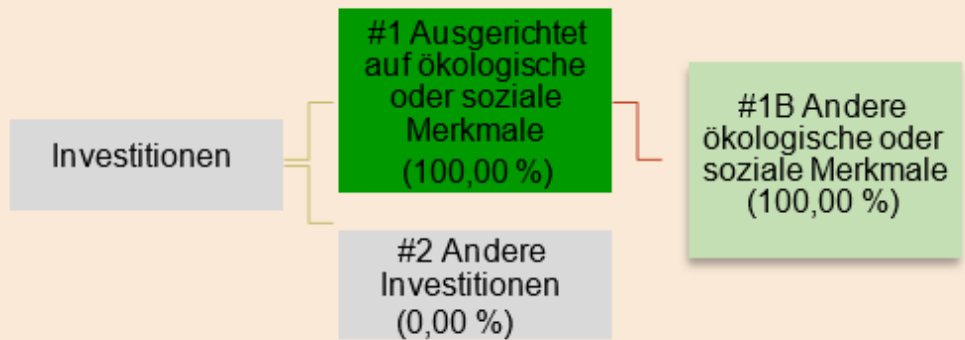 Investitionen
#1 Ausgerichtet
auf ökologische
oder soziale
Merkmale
(100,00 %)
#2 Andere
Investitionen
(0,00 %)
#1B Andere
ökologische oder
soziale Merkmale
(100,00 %)